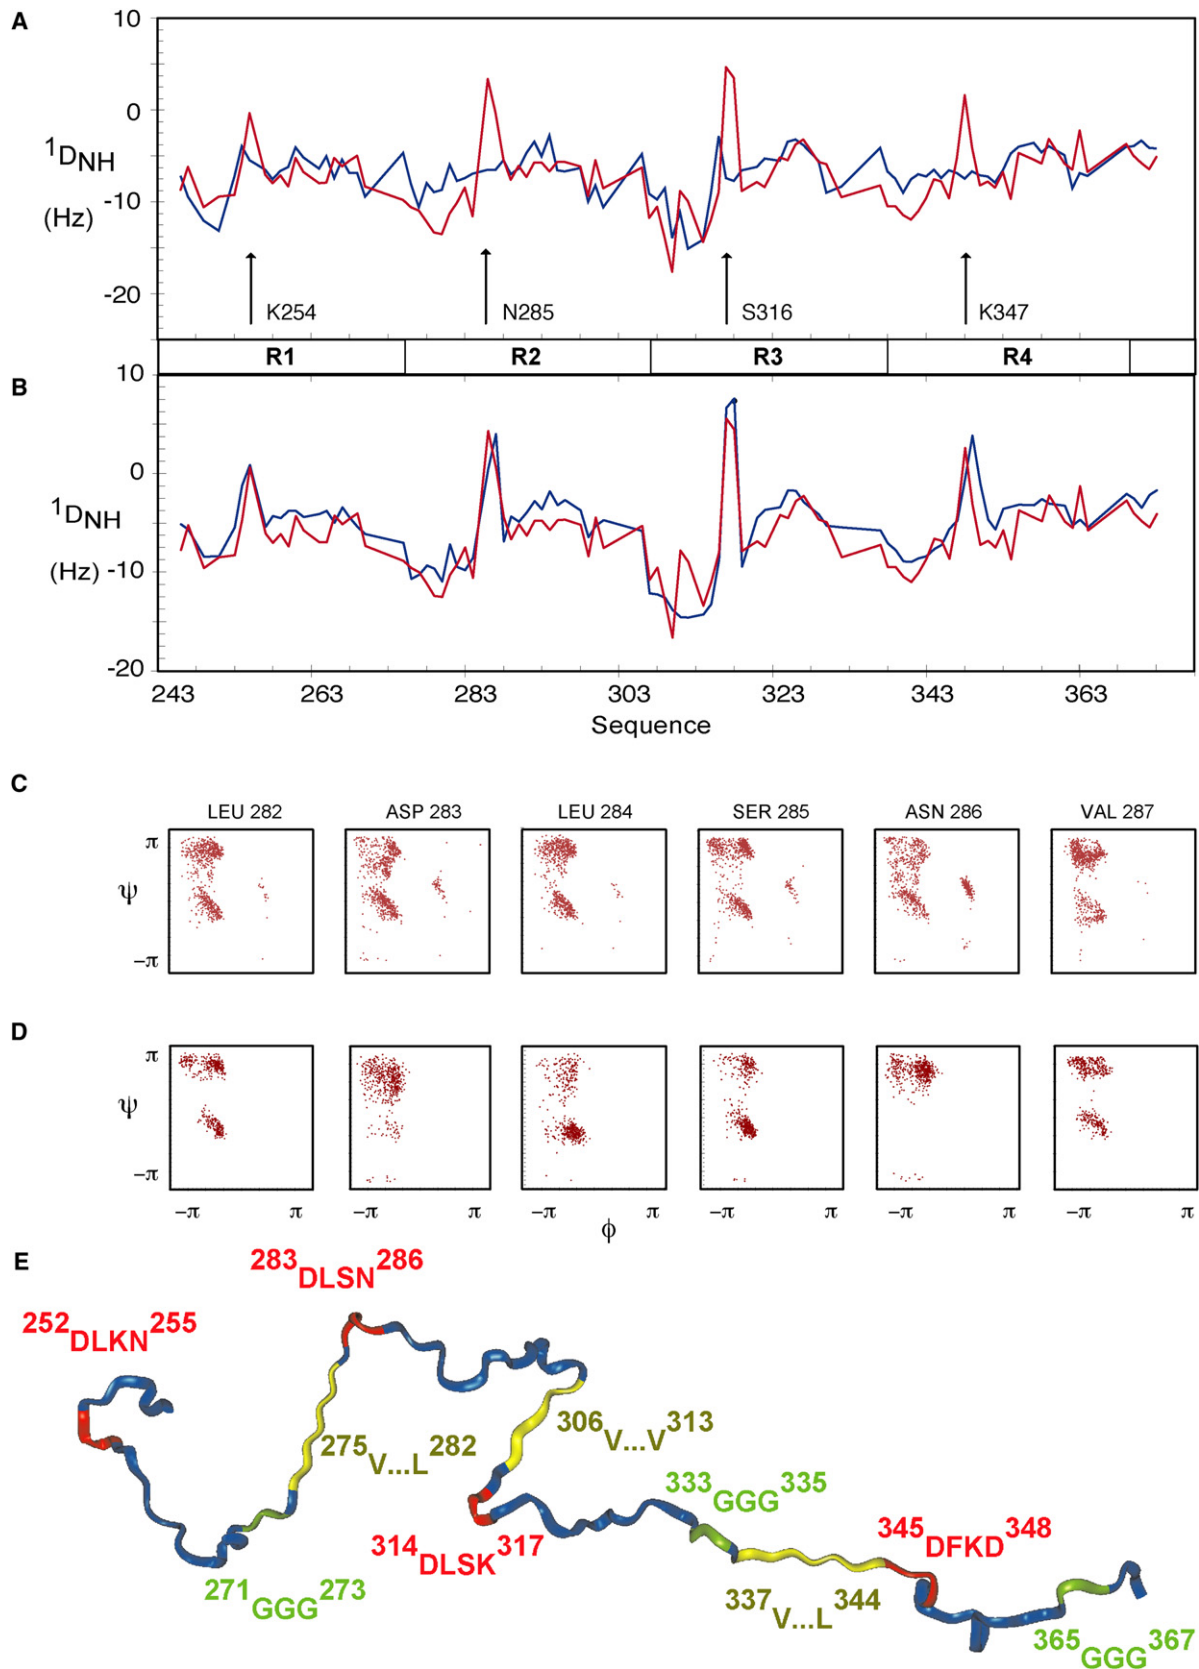 A
10
0
-10
-20
¹DNH
(Hz)
K254
N285
S316
K347
R1 R2 R3 R4
B
10
0
-10
-20
¹DNH
(Hz)
243 263 283 303 323 343 363
Sequence
C
LEU 282 ASP 283 LEU 284 SER 285 ASN 286 VAL 287
π
ψ
−π
D
π
ψ
−π
−π π −π π −π π −π π −π π −π π
ϕ
E
²⁸³DLSN²⁸⁶
²⁵²DLKN²⁵⁵
³⁰⁶V...V³¹³
²⁷⁵V...L²⁸²
³³³GGG³³⁵
³¹⁴DLSK³¹⁷
³⁴⁵DFKD³⁴⁸
²⁷¹GGG²⁷³
³³⁷V...L³⁴⁴
³⁶⁵GGG³⁶⁷